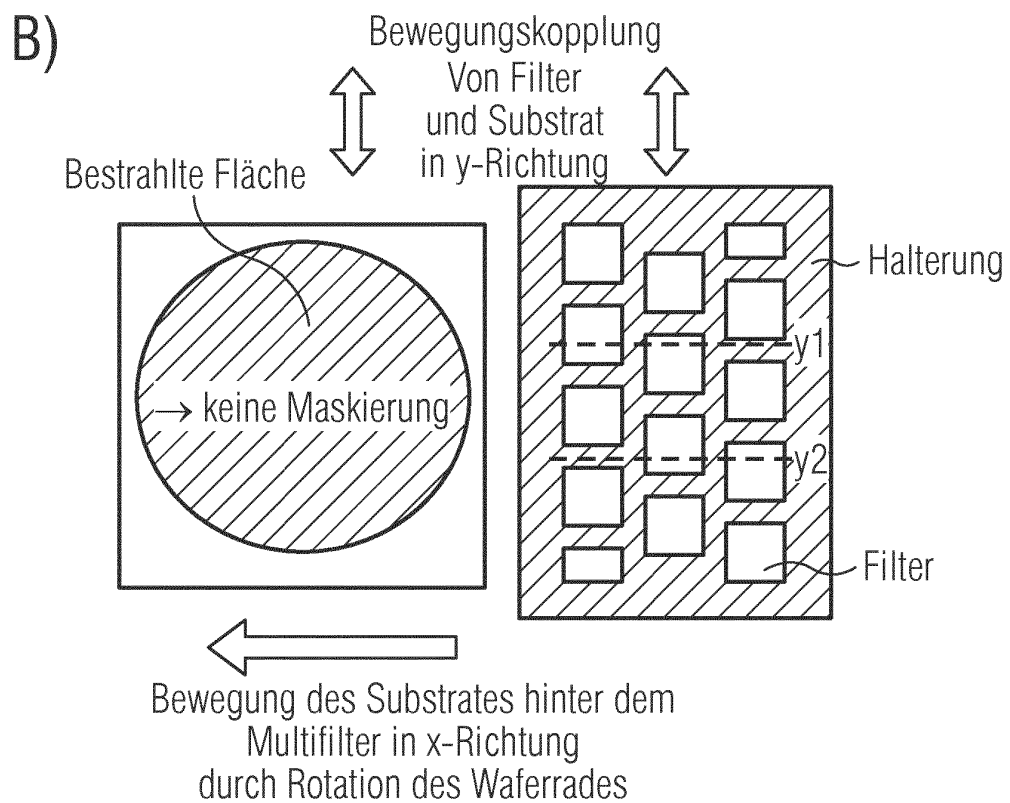 B)
Bewegungskopplung
Von Filter
und Substrat
in y-Richtung
Bestrahlte Fläche
Halterung
y1
→ keine Maskierung
y2
Filter
Bewegung des Substrates hinter dem
Multifilter in x-Richtung
durch Rotation des Waferrades